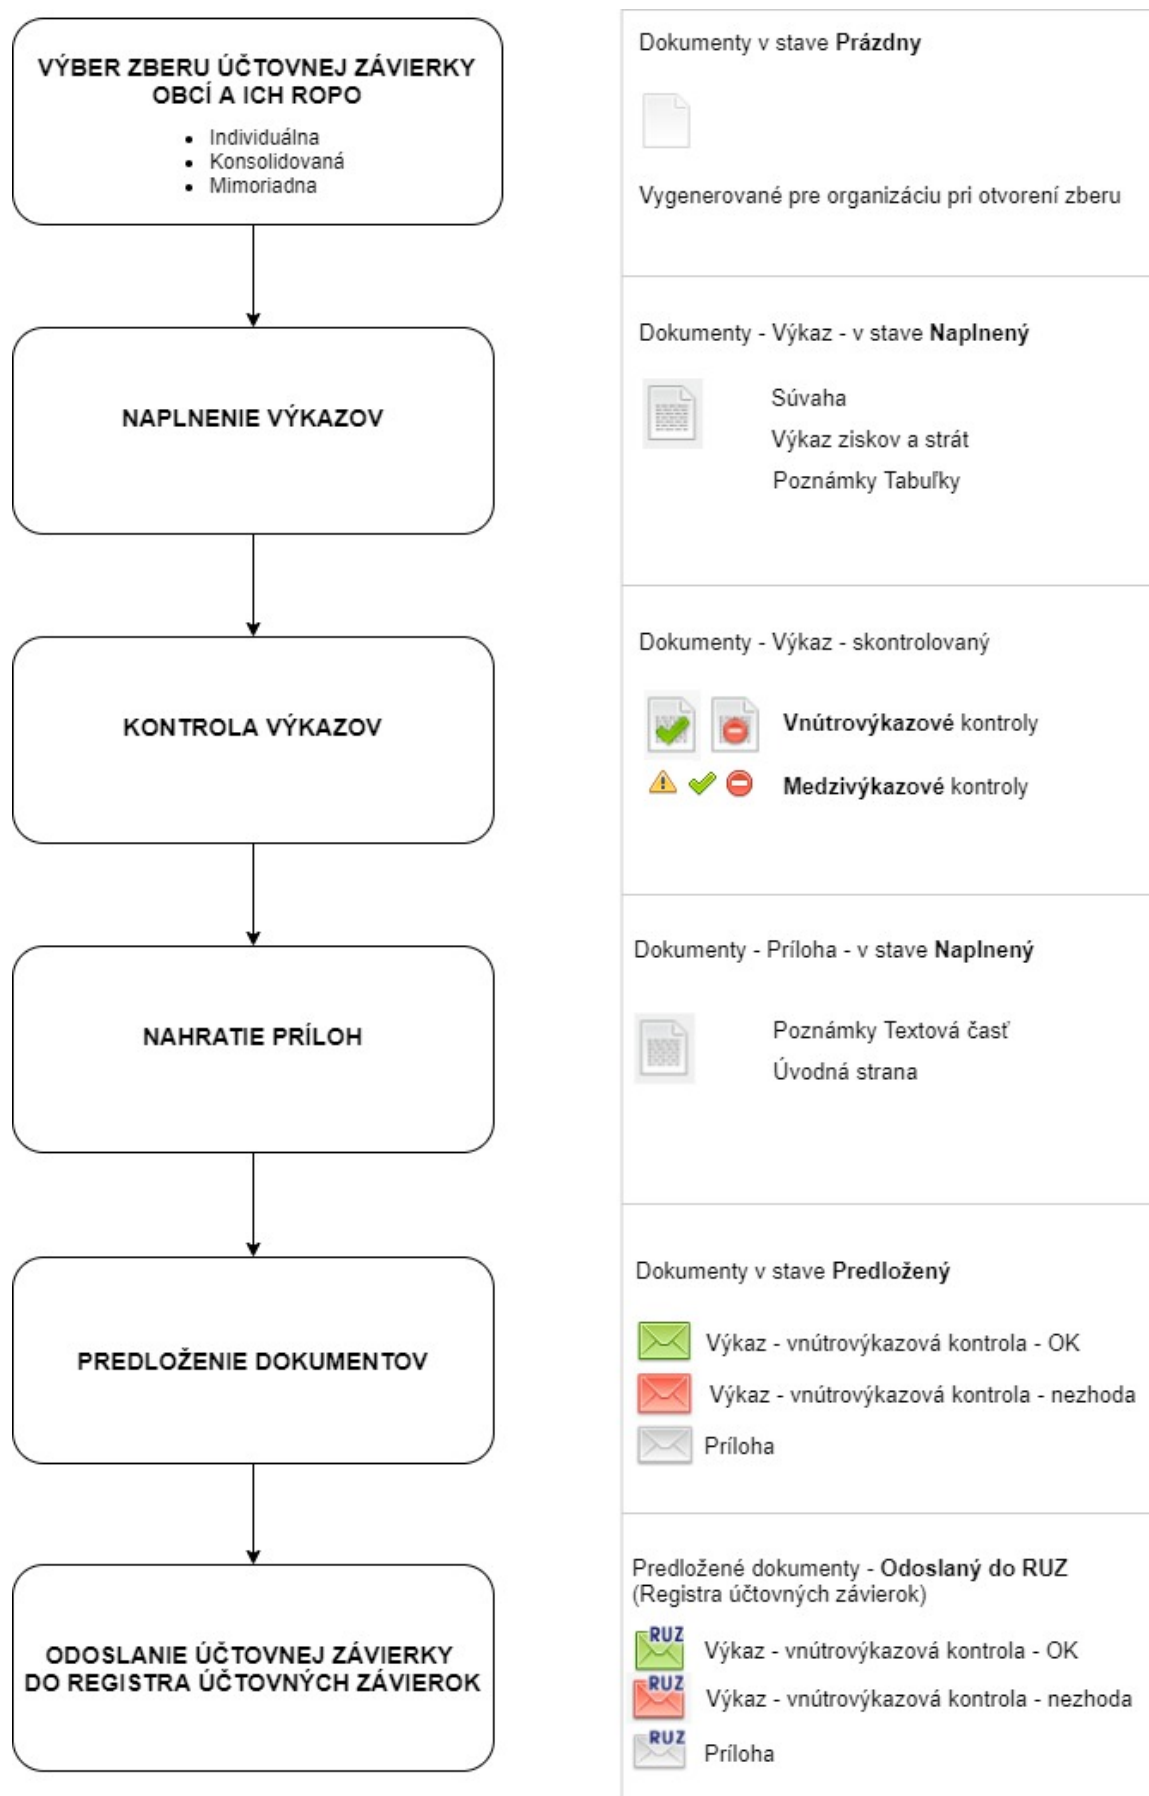 VÝBER ZBERU ÚČTOVNEJ ZÁVIERKY
OBCÍ A ICH ROPO
• Individuálna
• Konsolidovaná
• Mimoriadna
Dokumenty v stave Prázdny
Vygenerované pre organizáciu pri otvorení zberu
NAPLNENIE VÝKAZOV
Dokumenty - Výkaz - v stave Naplnený
Súvaha
Výkaz ziskov a strát
Poznámky Tabuľky
KONTROLA VÝKAZOV
Dokumenty - Výkaz - skontrolovaný
Vnútrovýkazové kontroly
Medzivýkazové kontroly
NAHRATIE PRÍLOH
Dokumenty - Príloha - v stave Naplnený
Poznámky Textová časť
Úvodná strana
PREDLOŽENIE DOKUMENTOV
Dokumenty v stave Predložený
Výkaz - vnútrovýkazová kontrola - OK
Výkaz - vnútrovýkazová kontrola - nezhoda
Príloha
ODOSLANIE ÚČTOVNEJ ZÁVIERKY
DO REGISTRA ÚČTOVNÝCH ZÁVIEROK
Predložené dokumenty - Odoslaný do RUZ
(Registra účtovných závierok)
RUZ Výkaz - vnútrovýkazová kontrola - OK
RUZ Výkaz - vnútrovýkazová kontrola - nezhoda
RUZ Príloha